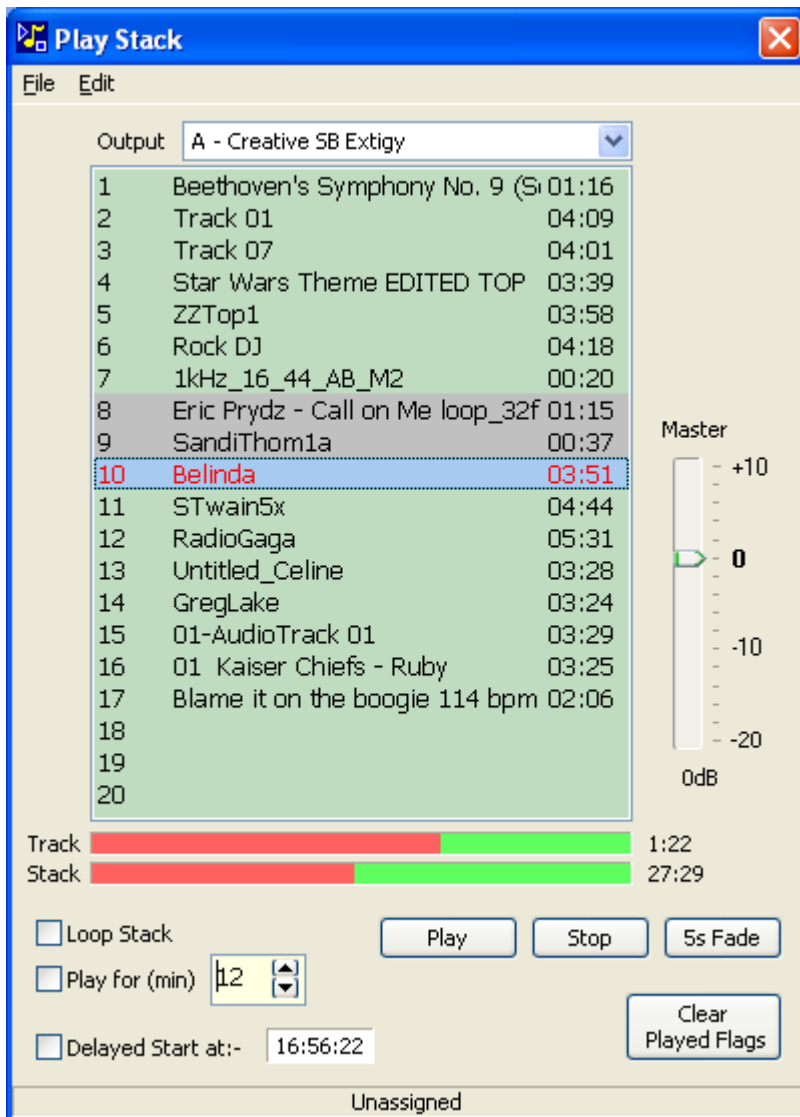 Play Stack
File Edit
Output A - Creative SB Extigy
1 Beethoven's Symphony No. 9 (S 01:16
2 Track 01 04:09
3 Track 07 04:01
4 Star Wars Theme EDITED TOP 03:39
5 ZZTop1 03:58
6 Rock DJ 04:18
7 1kHz_16_44_AB_M2 00:20
8 Eric Prydz - Call on Me loop_32f 01:15
9 SandiThom1a 00:37
10 Belinda 03:51
11 STwain5x 04:44
12 RadioGaga 05:31
13 Untitled_Celine 03:28
14 GregLake 03:24
15 01-AudioTrack 01 03:29
16 01 Kaiser Chiefs - Ruby 03:25
17 Blame it on the boogie 114 bpm 02:06
18
19
20
Master
+10
0
-10
-20
0dB
Track 1:22
Stack 27:29
Loop Stack
Play Stop 5s Fade
Play for (min) 12
Clear
Played Flags
Delayed Start at:- 16:56:22
Unassigned